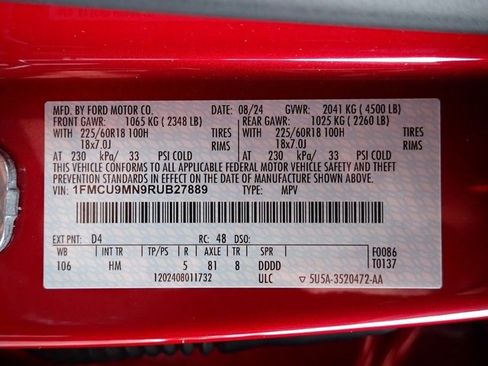 MFD. BY FORD MOTOR CO. 08/24 GVWR: 2041 KG (4500 LB)
FRONT GAWR: 1065 KG (2348 LB) REAR GAWR: 1025 KG (2260 LB)
WITH 225/60R18 100H TIRES WITH 225/60R18 100H TIRES
18x7.0J 18x7.0J
AT 230 kPa/ 33 PSI COLD AT 230 kPa/ 33 PSI COLD
THIS VEHICLE CONFORMS TO ALL APPLICABLE FEDERAL MOTOR VEHICLE SAFETY AND THEFT
PREVENTION STANDARDS IN EFFECT ON THE DATE OF MANUFACTURE SHOWN ABOVE.
VIN: 1FMCU9MN9RUB27889 TYPE: MPV
EXT PNT: D4 RC: 48 DSO:
WB INT TR TP/PS R AXLE TR SPR F0086
106 HM 5 81 8 DDDD T0137
1202408011732 ULC 5U5A-3520472-AA